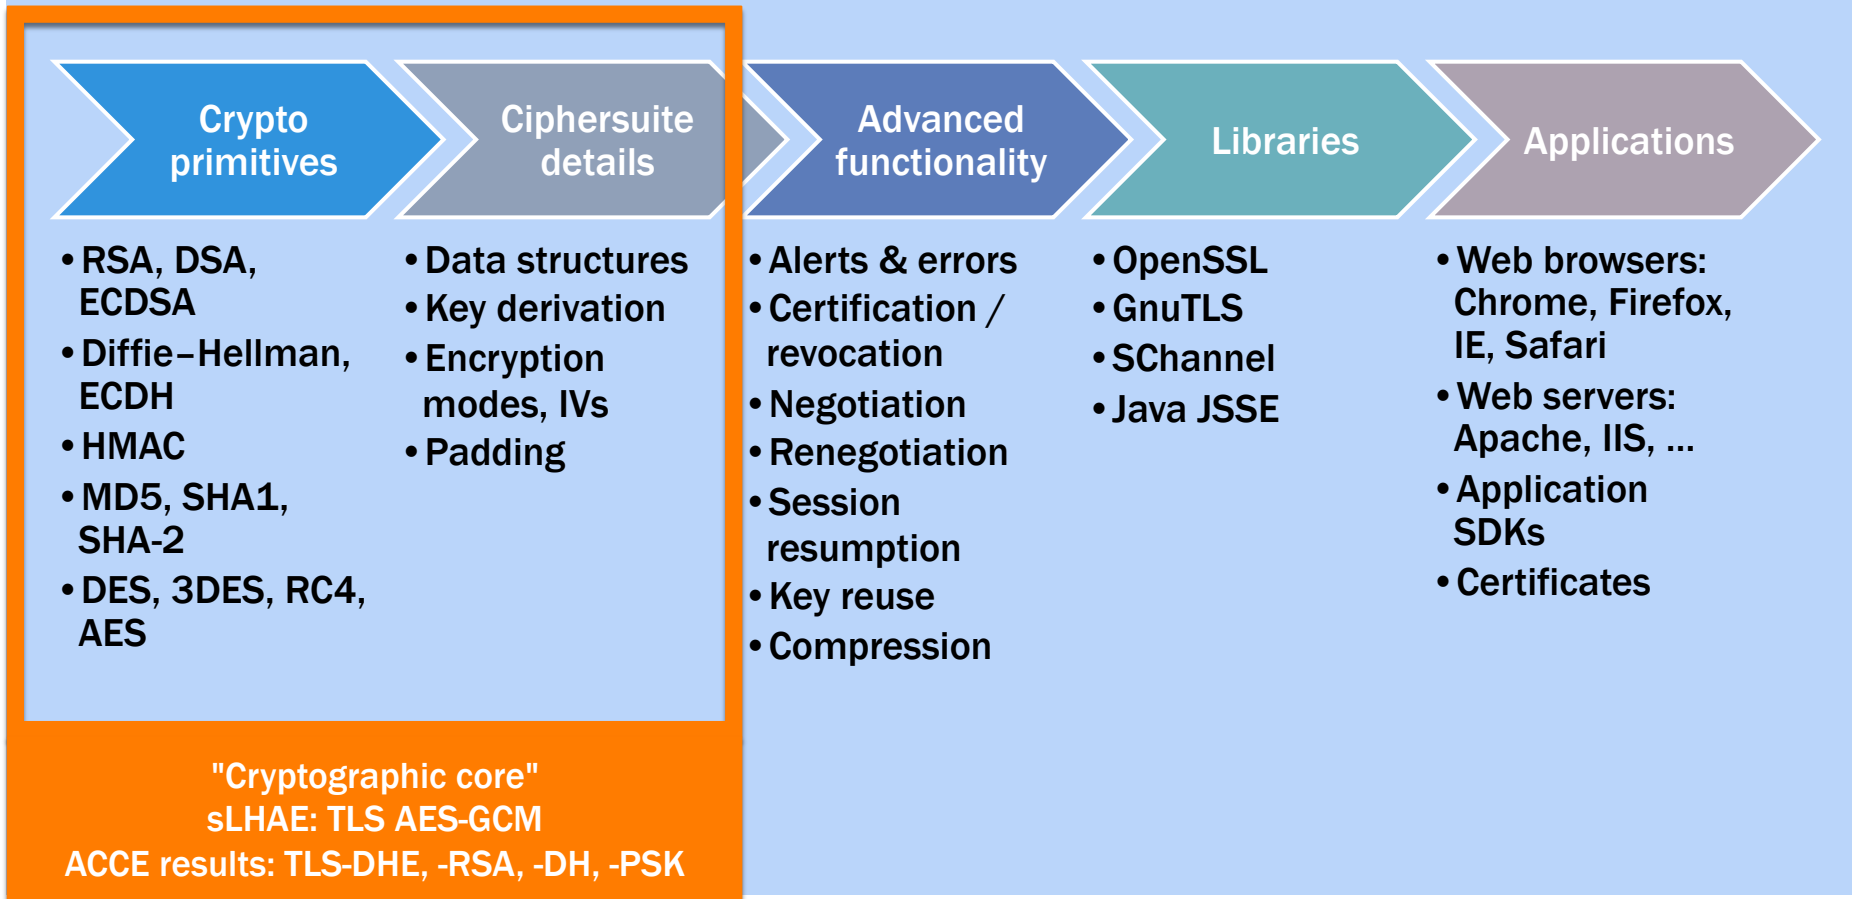 Crypto
primitives
Ciphersuite
details
Advanced
functionality
Libraries
Applications
•RSA, DSA,
ECDSA
•Diffie–Hellman,
ECDH
•HMAC
•MD5, SHA1,
SHA-2
•DES, 3DES, RC4,
AES
•Data structures
•Key derivation
•Encryption
modes, IVs
•Padding
•Alerts & errors
•Certification /
revocation
•Negotiation
•Renegotiation
•Session
resumption
•Key reuse
•Compression
•OpenSSL
•GnuTLS
•SChannel
•Java JSSE
•Web browsers:
Chrome, Firefox,
IE, Safari
•Web servers:
Apache, IIS, ...
•Application
SDKs
•Certificates
"Cryptographic core"
sLHAE: TLS AES-GCM
ACCE results: TLS-DHE, -RSA, -DH, -PSK